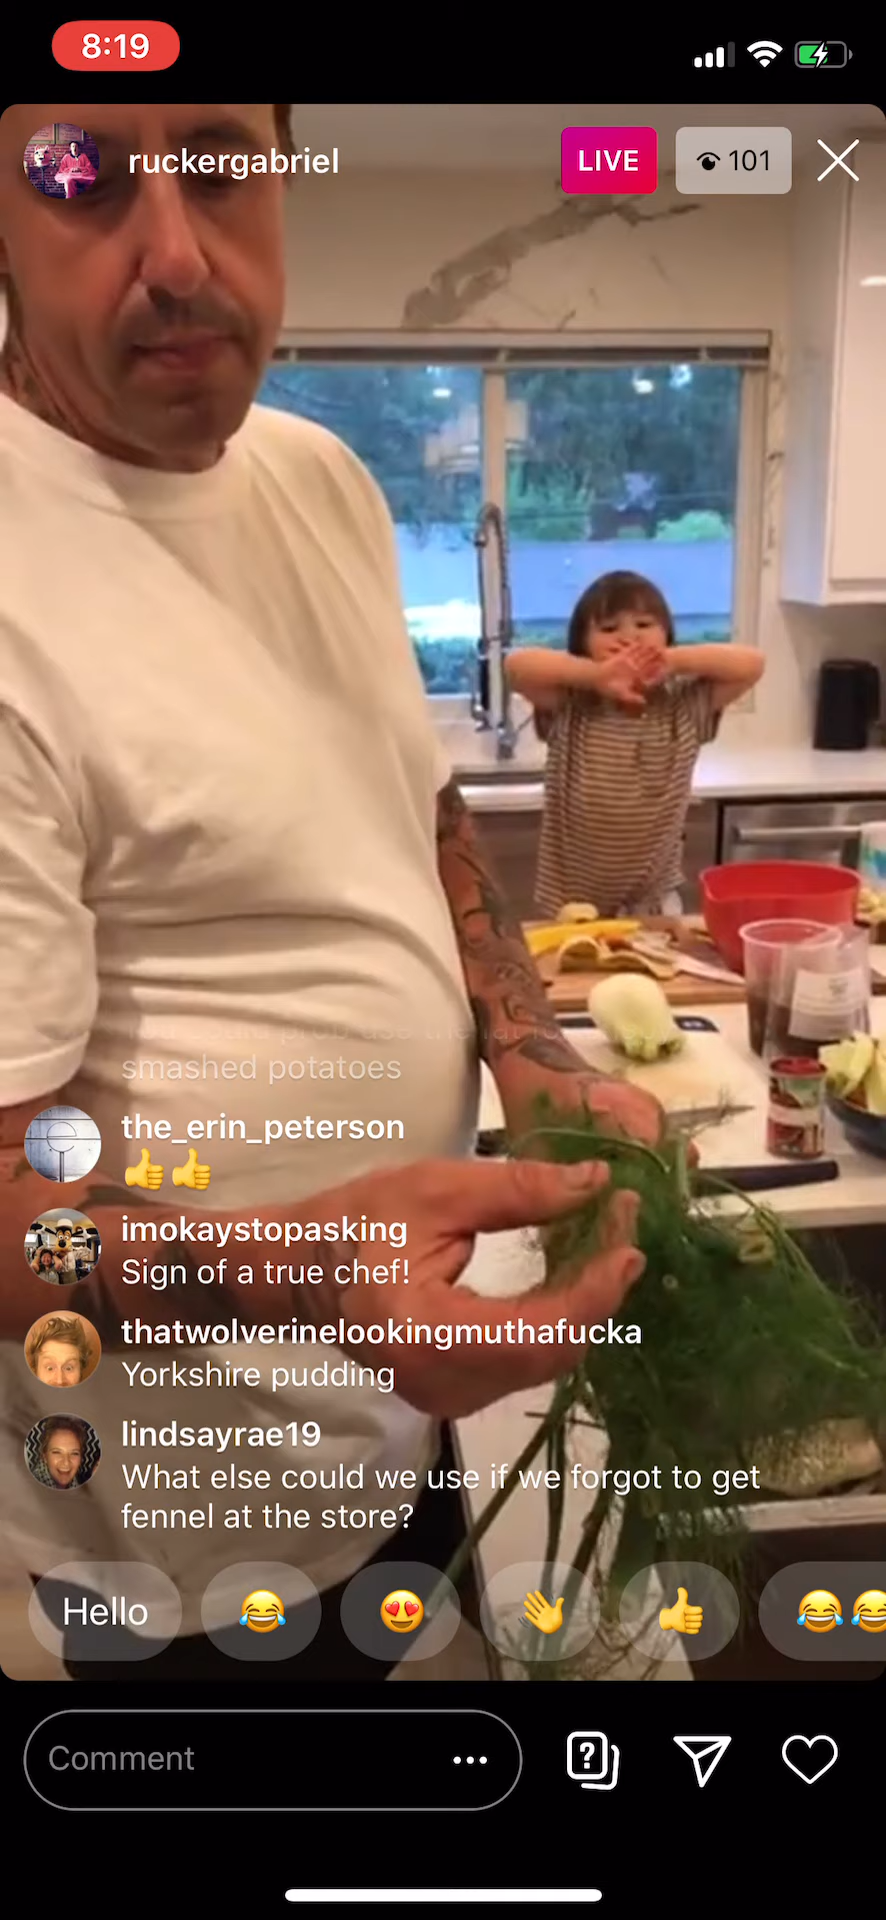 8:19
ruckergabriel
LIVE
101
smashed potatoes
the_erin_peterson
👍👍
imokaystopasking
Sign of a true chef!
thatwolverinelookingmuthafucka
Yorkshire pudding
lindsayrae19
What else could we use if we forgot to get
fennel at the store?
Hello 😂 😍 👋 👍 😂😂
Comment